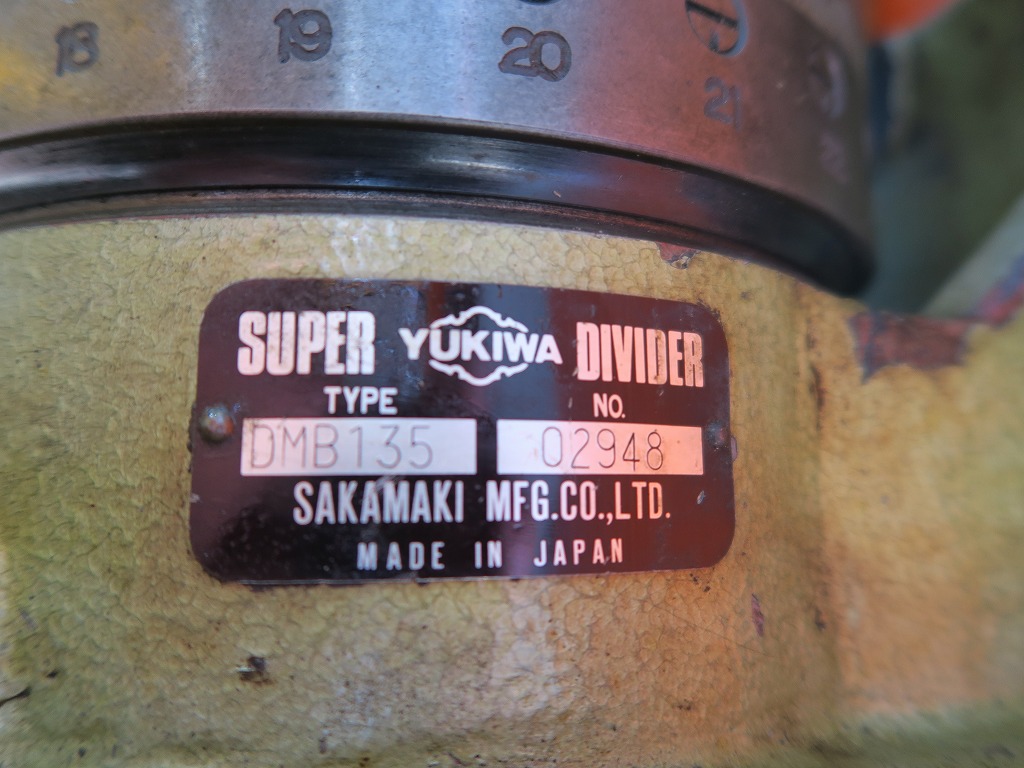 18 19 20 21
SUPER YUKIWA DIVIDER
TYPE NO.
DMB135 02948
SAKAMAKI MFG.CO.,LTD.
MADE IN JAPAN